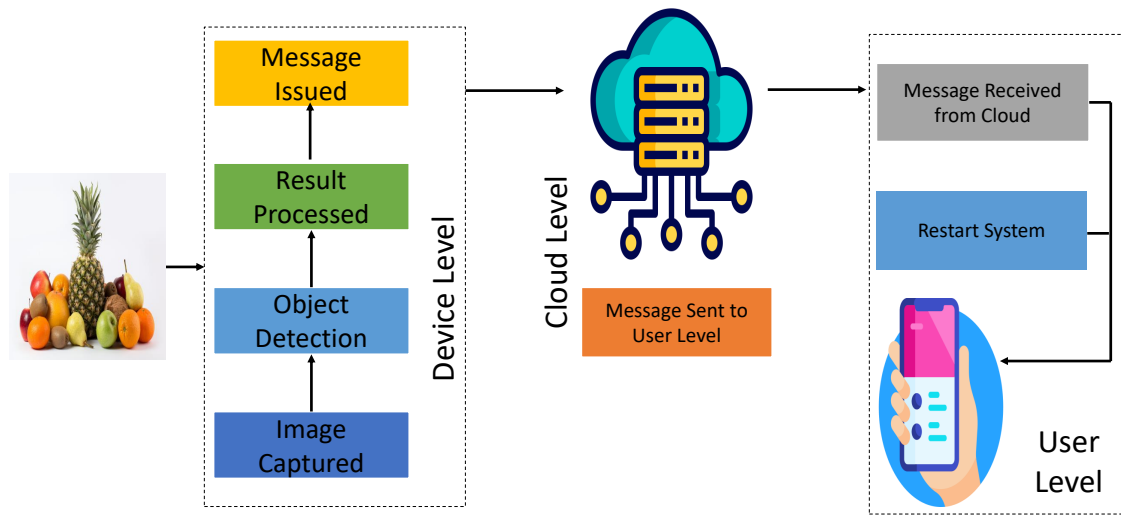 Message
Issued
Result
Processed
Object
Detection
Image
Captured
Device Level
Cloud Level
Message Sent to
User Level
Message Received
from Cloud
Restart System
User
Level